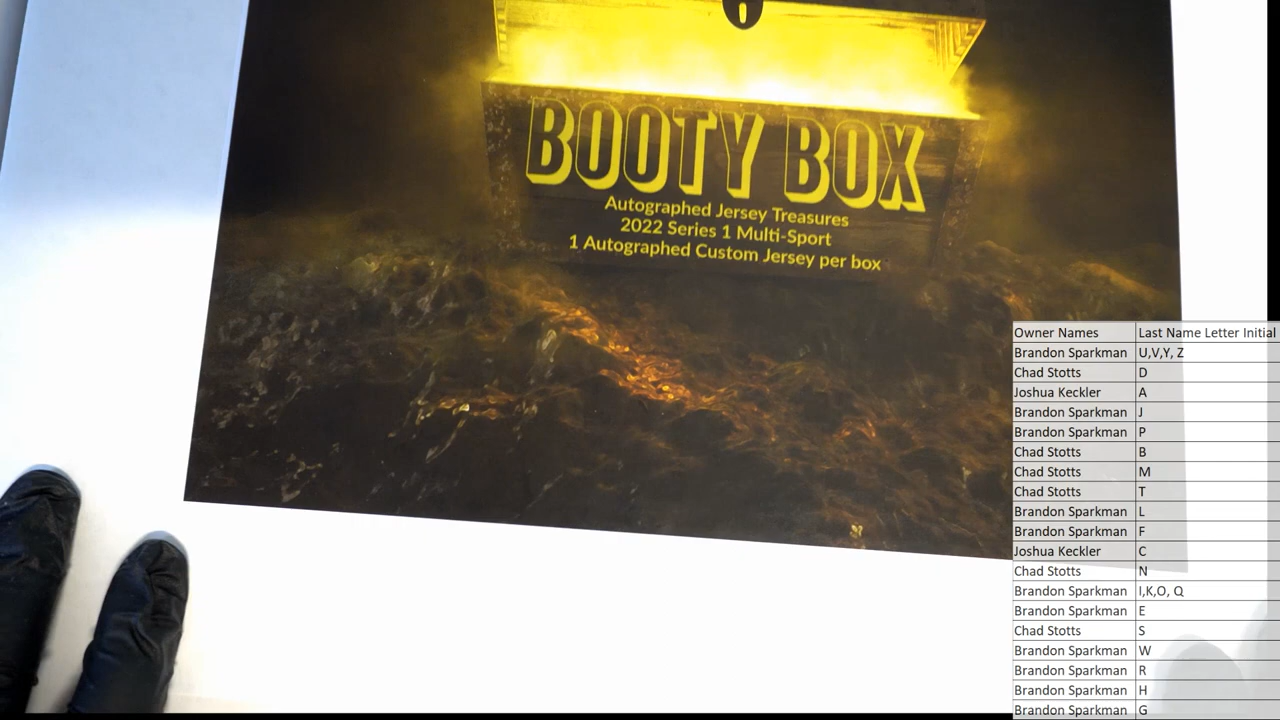 6
BOOTY BOX
Autographed Jersey Treasures
2022 Series 1 Multi-Sport
1 Autographed Custom Jersey per box
Owner Names Last Name Letter Initial
Brandon Sparkman U,V,Y, Z
Chad Stotts D
Joshua Keckler A
Brandon Sparkman J
Brandon Sparkman P
Chad Stotts B
Chad Stotts M
Chad Stotts T
Brandon Sparkman L
Brandon Sparkman F
Joshua Keckler C
Chad Stotts N
Brandon Sparkman I,K,O, Q
Brandon Sparkman E
Chad Stotts S
Brandon Sparkman W
Brandon Sparkman R
Brandon Sparkman H
Brandon Sparkman G